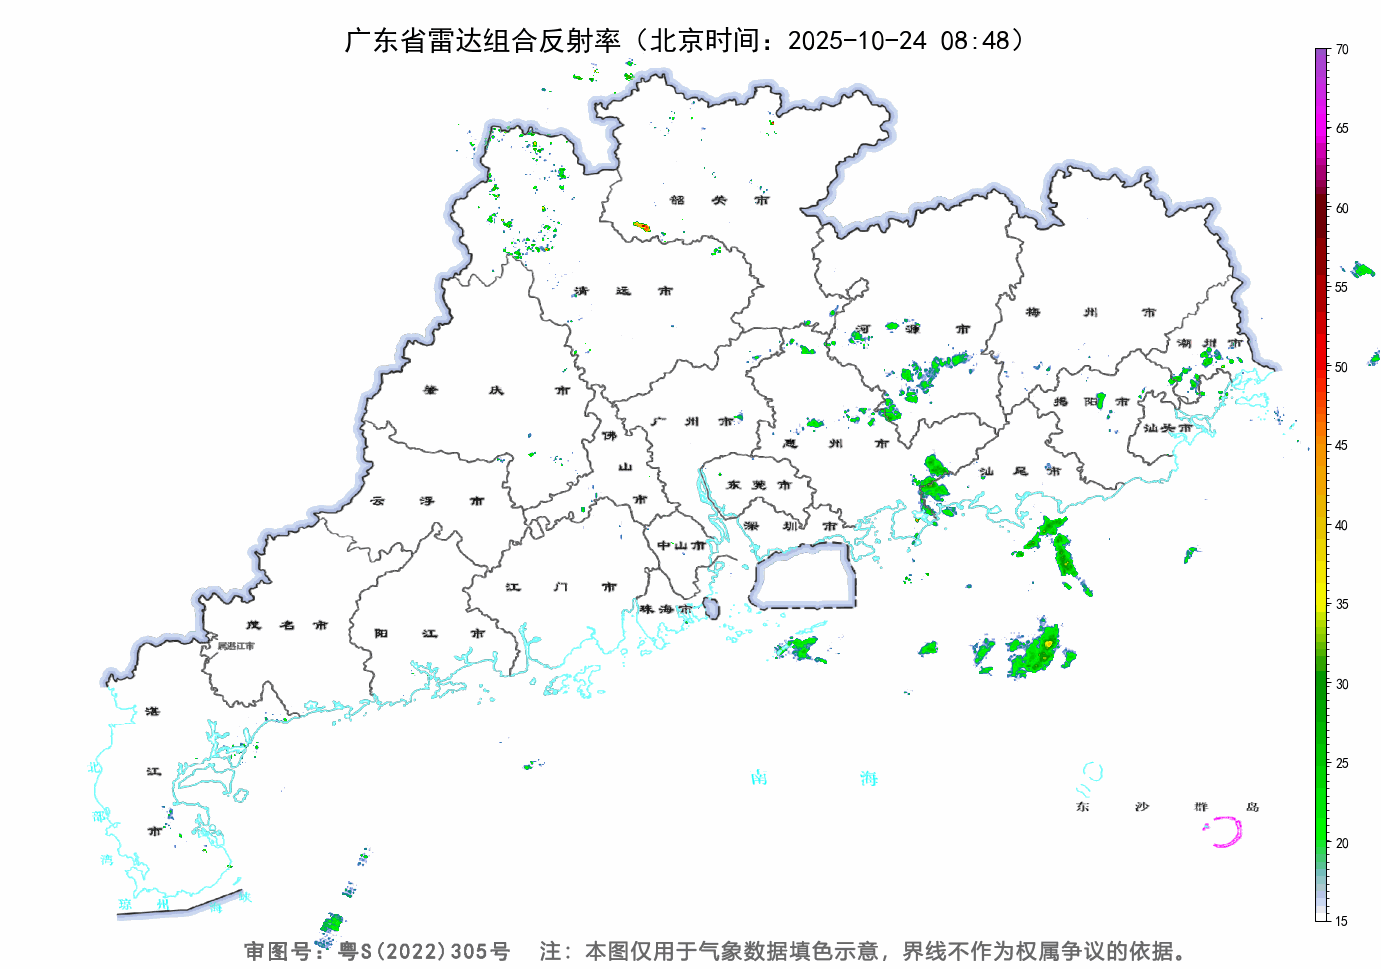 广东省雷达组合反射率（北京时间：2025-10-24 08:48）
70
65
60
55
50
45
40
35
30
25
20
15
韶关市
清远市
河源市
梅州市
潮州市
肇庆市
广州市
佛山市
惠州市
揭阳市
汕头市
云浮市
东莞市
汕尾市
深圳市
中山市
江门市
珠海市
茂名市
阳江市
属湛江市
湛江市
北部湾
南海
东沙群岛
琼州海峡
审图号：粤S(2022)305号 注：本图仅用于气象数据填色示意，界线不作为权属争议的依据。